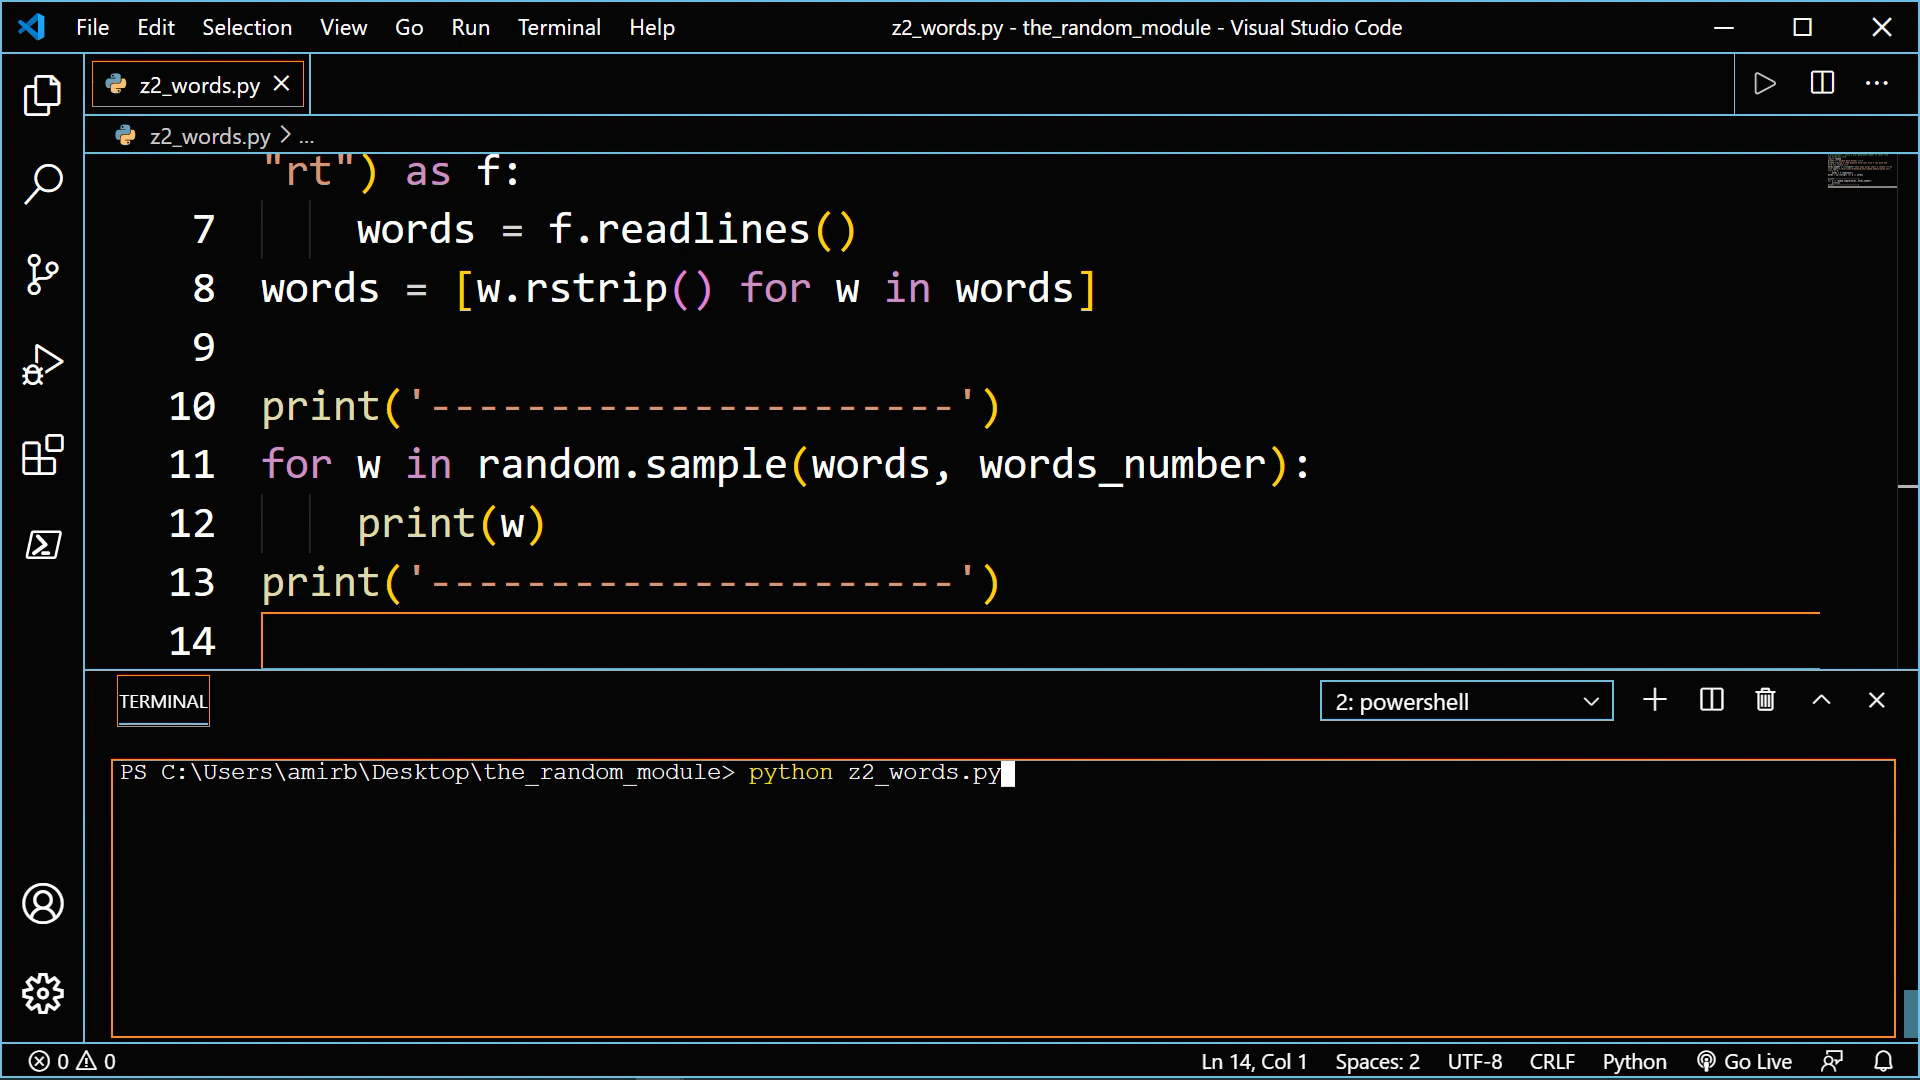 File Edit Selection View Go Run Terminal Help z2_words.py - the_random_module - Visual Studio Code
z2_words.py
z2_words.py > ...
"rt") as f:
7 words = f.readlines()
8 words = [w.rstrip() for w in words]
9
10 print('----------------------')
11 for w in random.sample(words, words_number):
12 print(w)
13 print('----------------------')
14
TERMINAL 2: powershell
PS C:\Users\amirb\Desktop\the_random_module> python z2_words.py
0 0 Ln 14, Col 1 Spaces: 2 UTF-8 CRLF Python Go Live